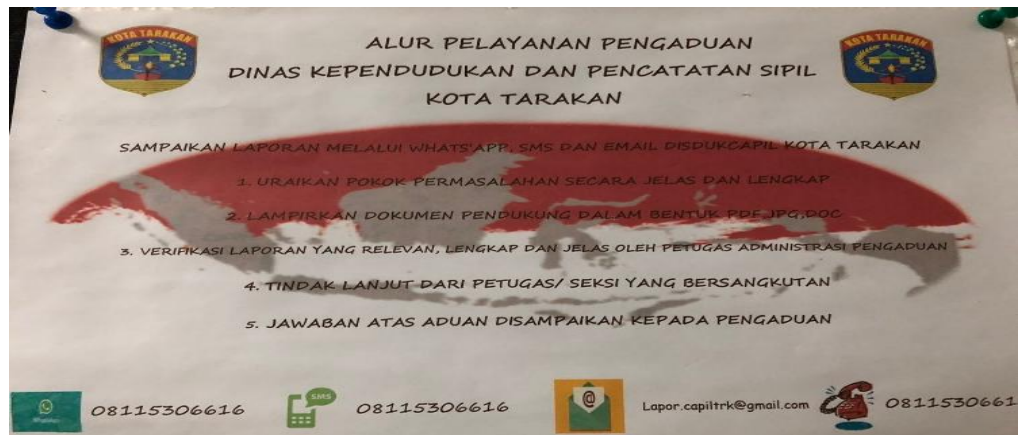 KOTA TARAKAN
KOTA TARAKAN
ALUR PELAYANAN PENGADUAN
DINAS KEPENDUDUKAN DAN PENCATATAN SIPIL
KOTA TARAKAN
SAMPAIKAN LAPORAN MELALUI WHATS'APP, SMS DAN EMAIL DISDUKCAPIL KOTA TARAKAN
1. URAIKAN POKOK PERMASALAHAN SECARA JELAS DAN LENGKAP
2. LAMPIRKAN DOKUMEN PENDUKUNG DALAM BENTUK PDF,JPG,DOC
3. VERIFIKASI LAPORAN YANG RELEVAN, LENGKAP DAN JELAS OLEH PETUGAS ADMINISTRASI PENGADUAN
4. TINDAK LANJUT DARI PETUGAS/ SEKSI YANG BERSANGKUTAN
5. JAWABAN ATAS ADUAN DISAMPAIKAN KEPADA PENGADUAN
WhatsApp 08115306616 SMS 08115306616 @ Lapor.capiltrk@gmail.com 0811530661